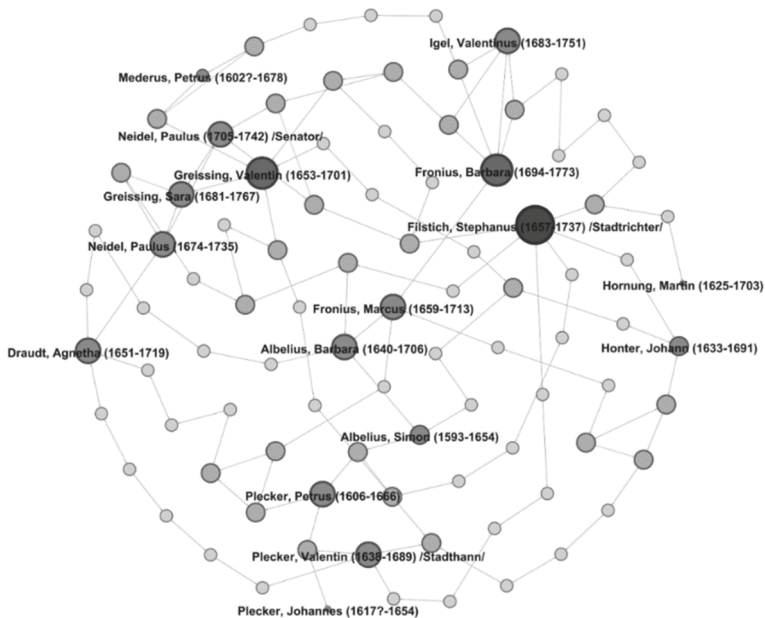 Igel, Valentinus (1683-1751)
Mederus, Petrus (1602?-1678)
Neidel, Paulus (1705-1742) /Senator/
Greissing, Valentin (1653-1701)
Fronius, Barbara (1694-1773)
Greissing, Sara (1681-1767)
Filstich, Stephanus (1657-1737) /Stadtrichter/
Neidel, Paulus (1674-1735)
Hornung, Martin (1625-1703)
Fronius, Marcus (1659-1713)
Draudt, Agnetha (1651-1719)
Albelius, Barbara (1640-1706)
Honter, Johann (1633-1691)
Albelius, Simon (1593-1654)
Plecker, Petrus (1606-1666)
Plecker, Valentin (1638-1689) /Stadthann/
Plecker, Johannes (1617?-1654)